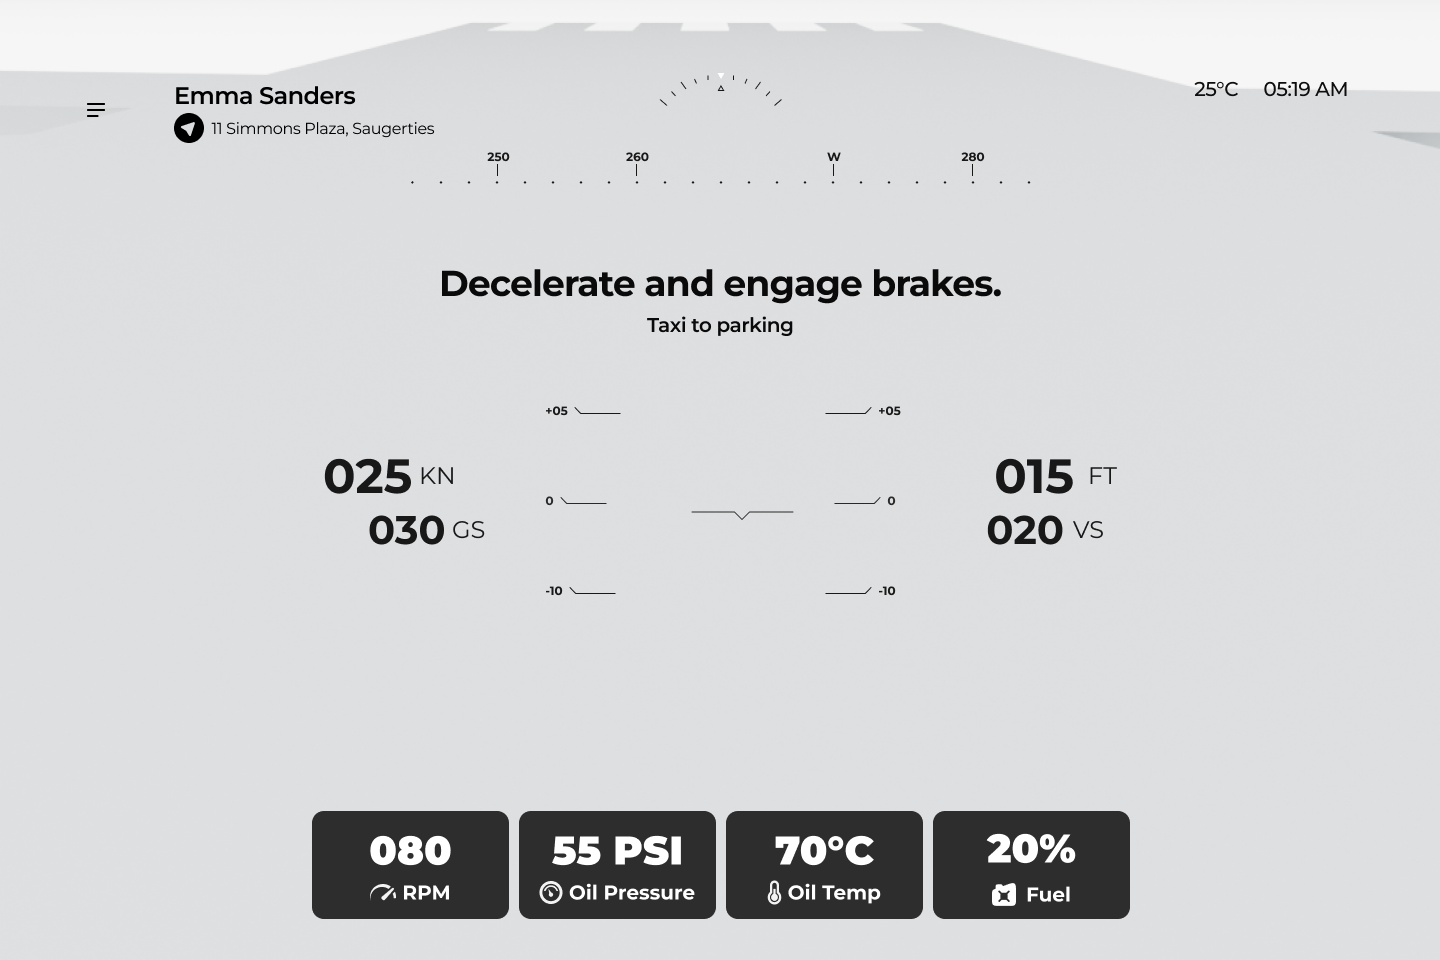 Emma Sanders
11 Simmons Plaza, Saugerties
25°C 05:19 AM
250 260 W 280
Decelerate and engage brakes.
Taxi to parking
+05 +05
025 KN 015 FT
0 0
030 GS 020 VS
-10 -10
080 55 PSI 70°C 20%
RPM Oil Pressure Oil Temp Fuel